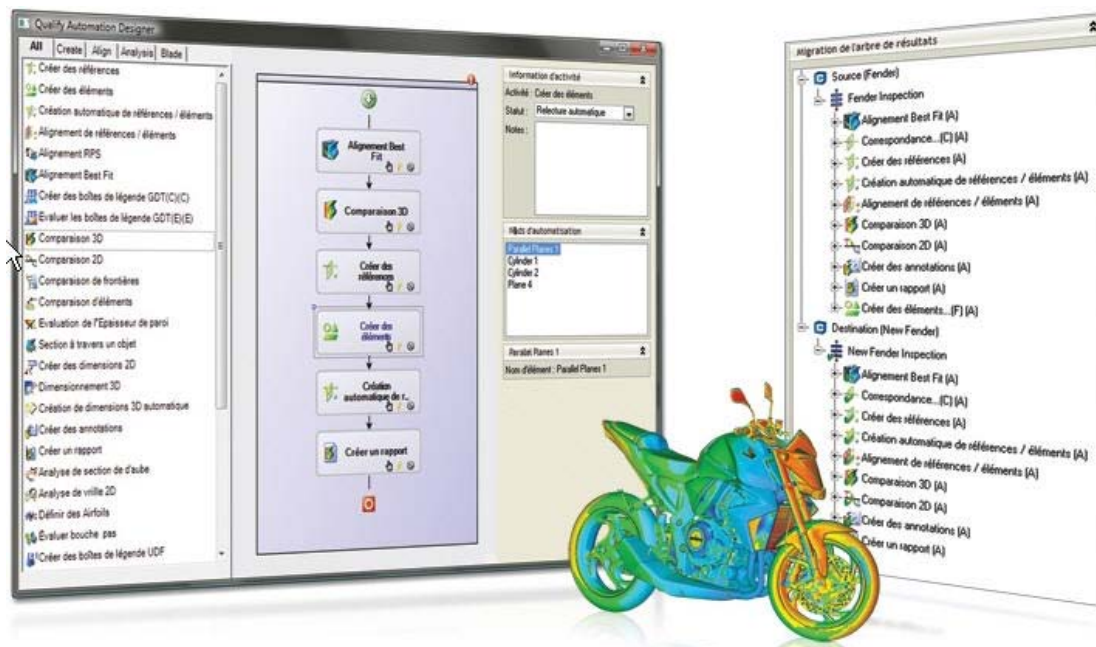 Qualify Automation Designer
All Create Align Analysis Blade
Créer des références
Créer des éléments
Création automatique de références / éléments
Alignement de références / éléments
Alignement RPS
Alignement Best Fit
Créer des boîtes de légende GDT(C)(C)
Evaluer les boîtes de légende GDT(E)(E)
Comparaison 3D
Comparaison 2D
Comparaison de frontières
Comparaison d'éléments
Evaluation de l'Epaisseur de paroi
Section à travers un objet
Créer des dimensions 2D
Dimensionnement 3D
Création de dimensions 3D automatique
Créer des annotations
Créer un rapport
Analyse de section de d'aube
Analyse de vrille 2D
Définir des Airfoils
Évaluer bouche pas
Créer des boîtes de légende UDF
Alignement Best
Fit
Comparaison 3D
Créer des
références
Créer des
éléments
Création
automatique de r...
Créer un rapport
Information d'activité
Activité : Créer des éléments
Statut : Relecture automatique
Notes :
Nœuds d'automatisation
Parallel Planes 1
Cylinder 1
Cylinder 2
Plane 4
Parallel Planes 1
Nom d'élément : Parallel Planes 1
Migration de l'arbre de résultats
Source (Fender)
Fender Inspection
Alignement Best Fit (A)
Correspondance...(C) (A)
Créer des références (A)
Création automatique de références / éléments (A)
Alignement de références / éléments (A)
Comparaison 3D (A)
Comparaison 2D (A)
Créer des annotations (A)
Créer un rapport (A)
Créer des éléments...(F) (A)
Destination (New Fender)
New Fender Inspection
Alignement Best Fit (A)
Correspondance...(C) (A)
Créer des références (A)
Création automatique de références / éléments (A)
Alignement de références / éléments (A)
Comparaison 3D (A)
Comparaison 2D (A)
Créer des annotations (A)
Créer un rapport (A)